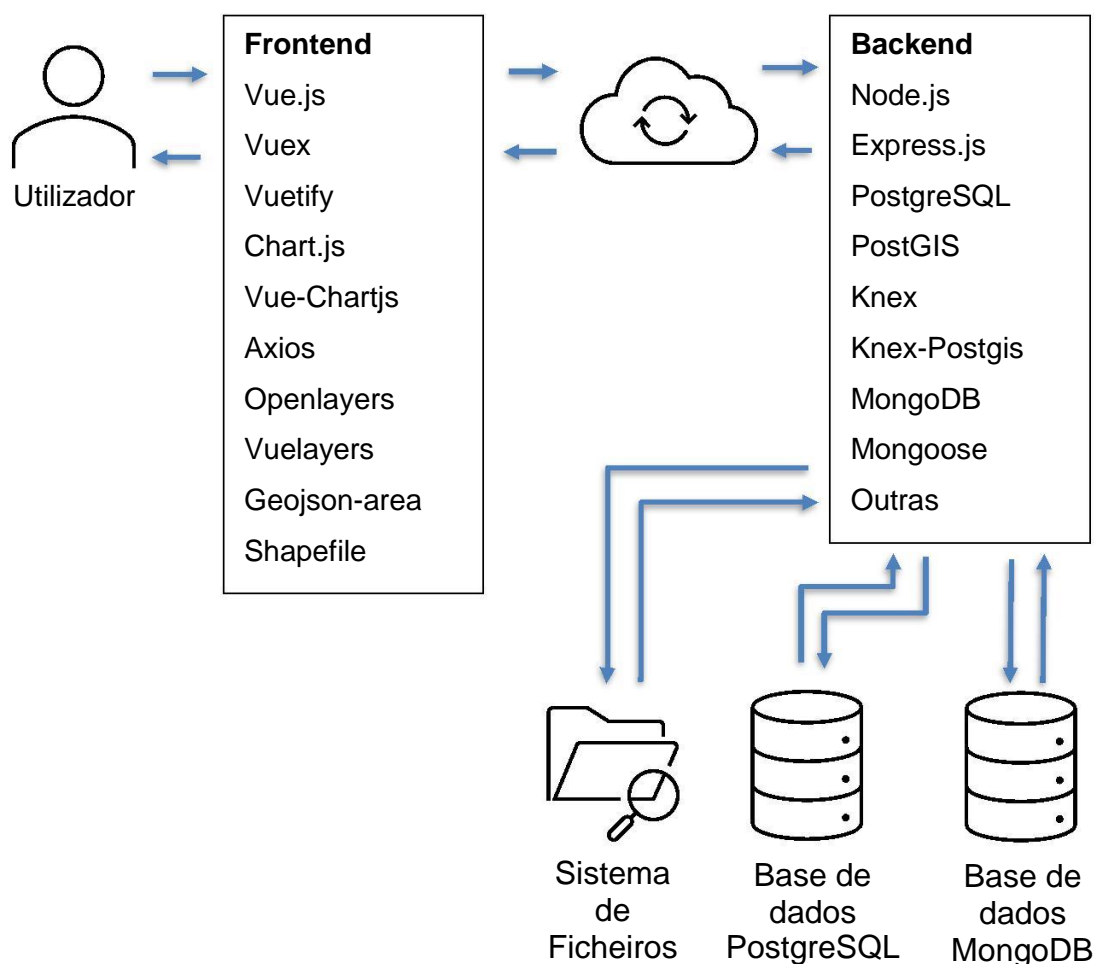 Utilizador
Frontend
Vue.js
Vuex
Vuetify
Chart.js
Vue-Chartjs
Axios
Openlayers
Vuelayers
Geojson-area
Shapefile
Backend
Node.js
Express.js
PostgreSQL
PostGIS
Knex
Knex-Postgis
MongoDB
Mongoose
Outras
Sistema
de
Ficheiros
Base de
dados
PostgreSQL
Base de
dados
MongoDB